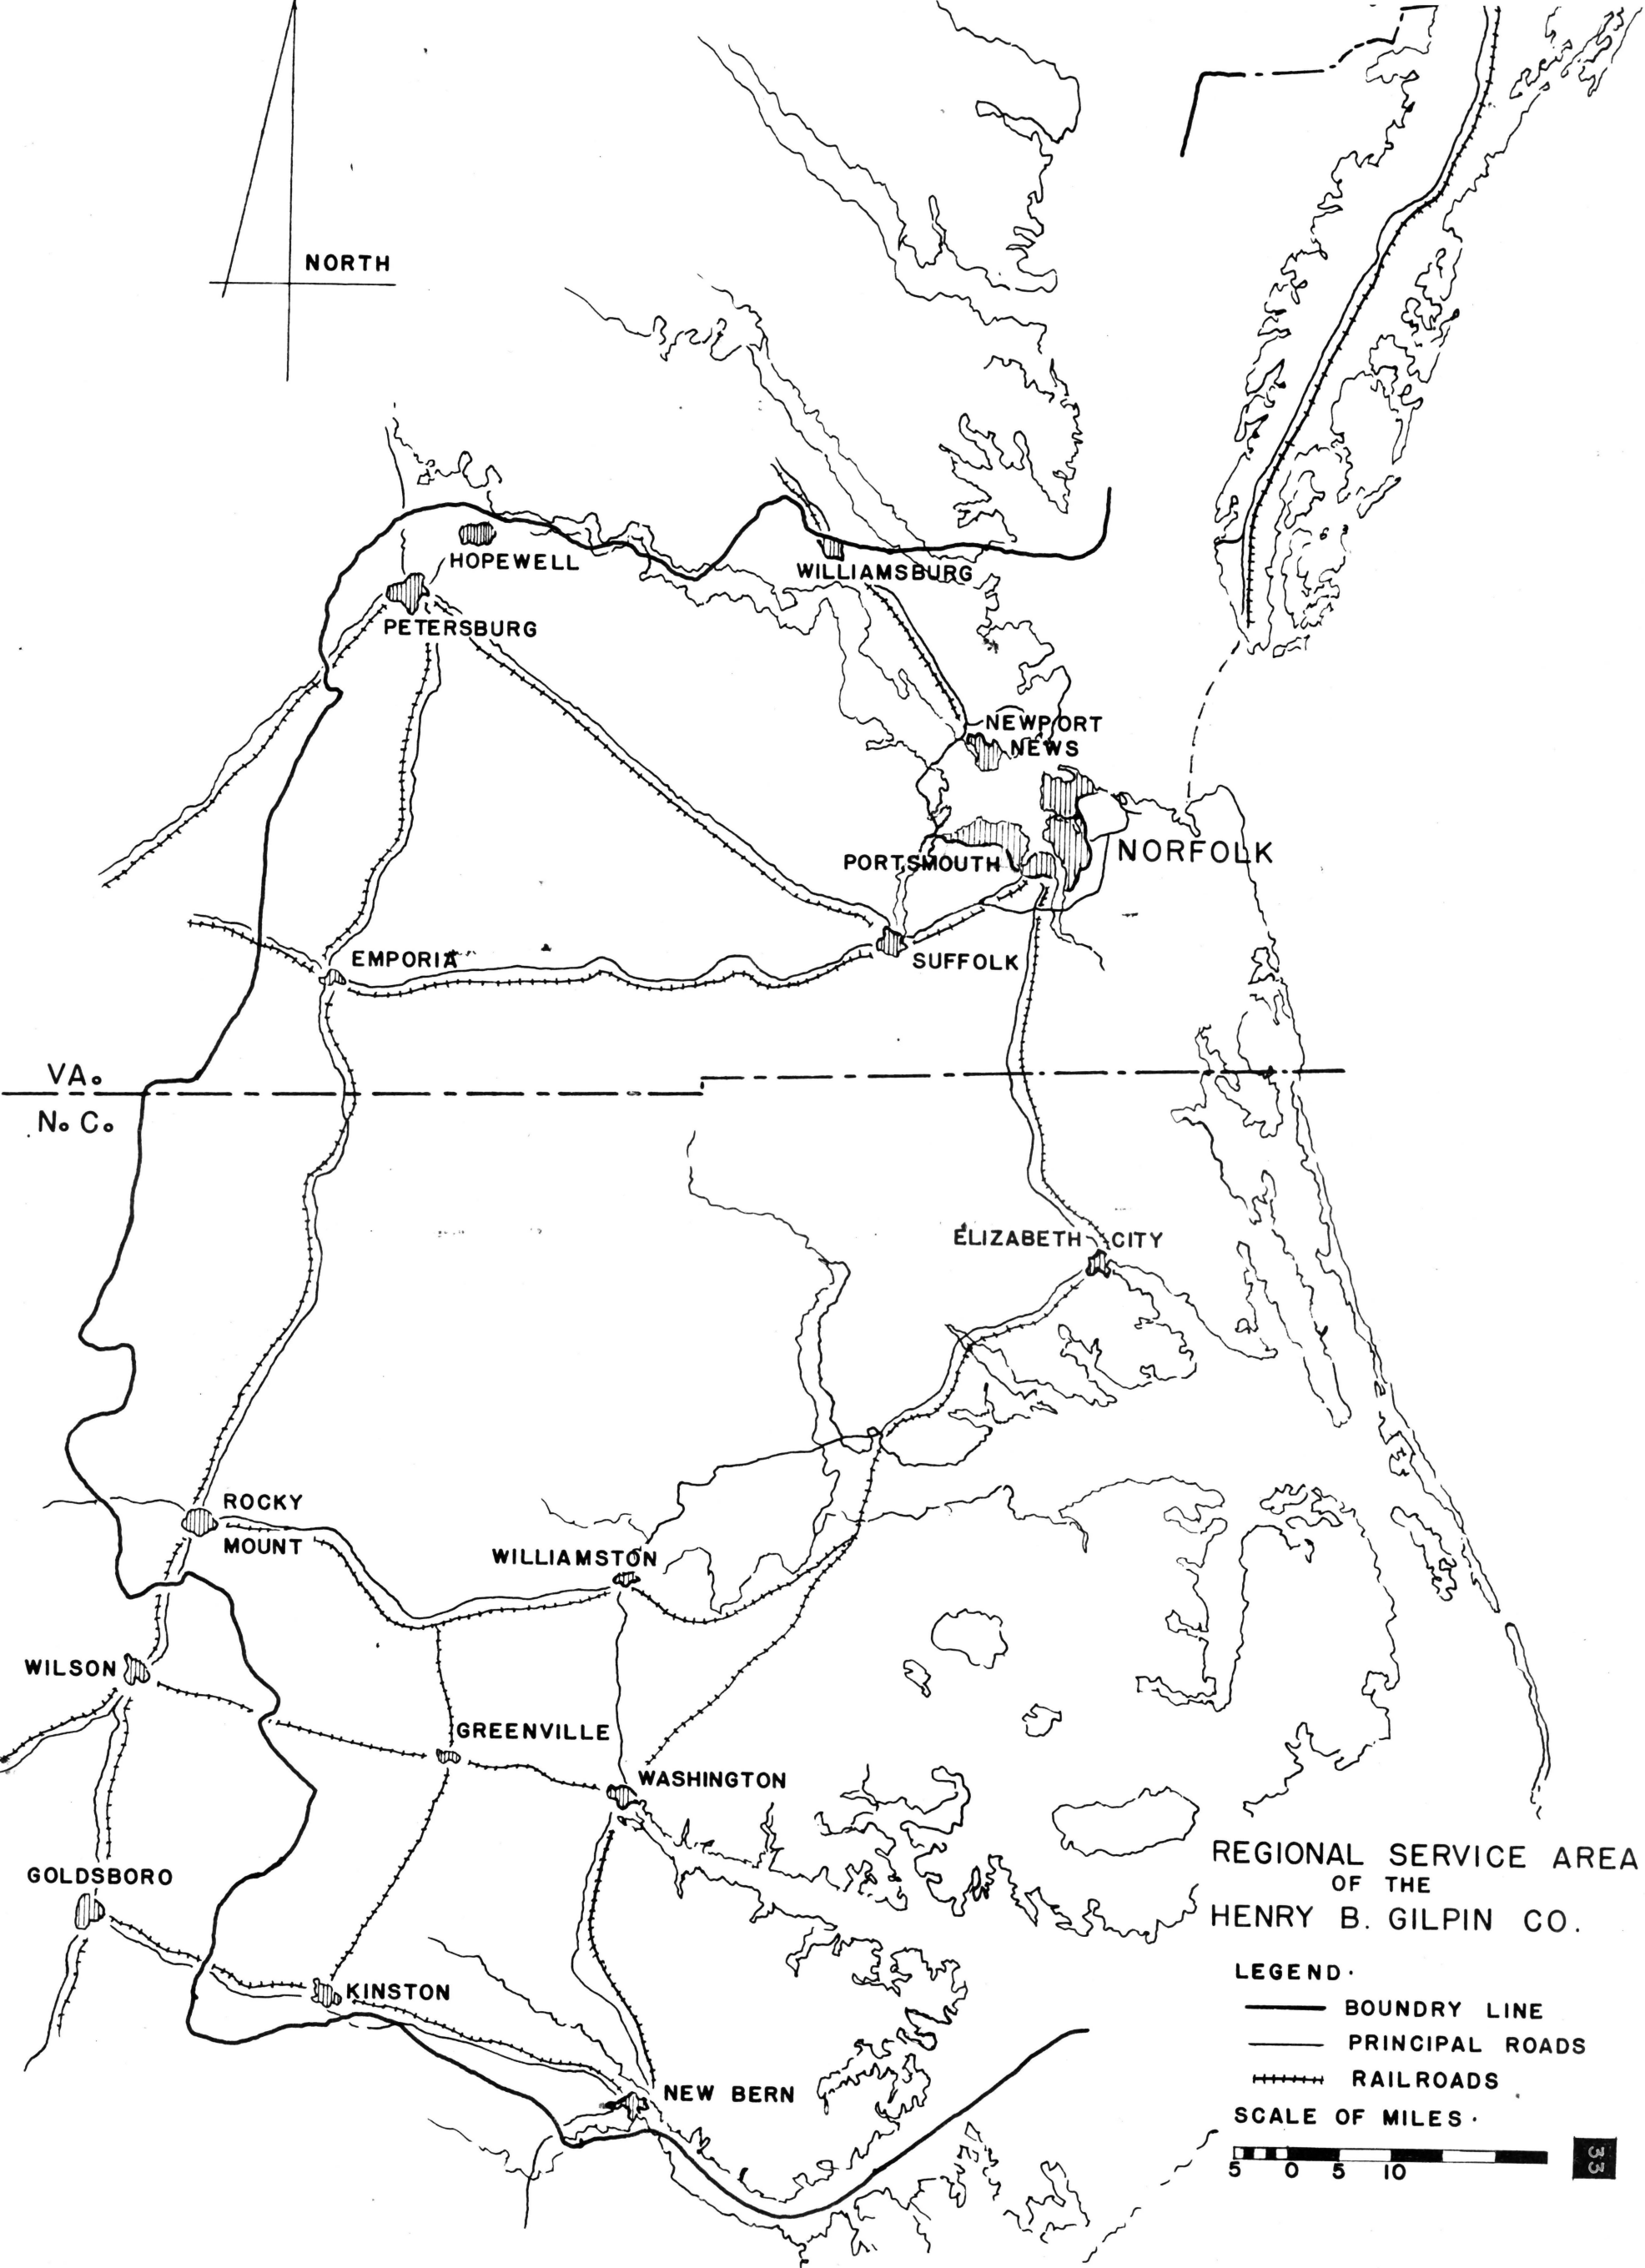 NORTH
HOPEWELL
WILLIAMSBURG
PETERSBURG
NEWPORT
NEWS
NORFOLK
PORTSMOUTH
EMPORIA
SUFFOLK
VA.
N. C.
ELIZABETH CITY
ROCKY
MOUNT
WILLIAMSTON
WILSON
GREENVILLE
WASHINGTON
GOLDSBORO
KINSTON
NEW BERN
REGIONAL SERVICE AREA
OF THE
HENRY B. GILPIN CO.
LEGEND.
BOUNDRY LINE
PRINCIPAL ROADS
RAILROADS
SCALE OF MILES.
5 0 5 10
33